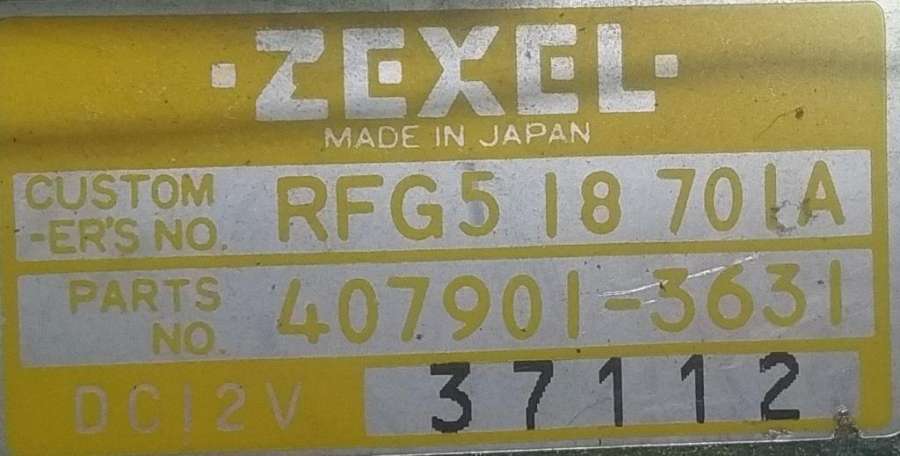 ·ZEXEL·
MADE IN JAPAN
CUSTOM
-ER'S NO. RFG5 18 701A
PARTS
NO. 407901-3631
DC12V 37112